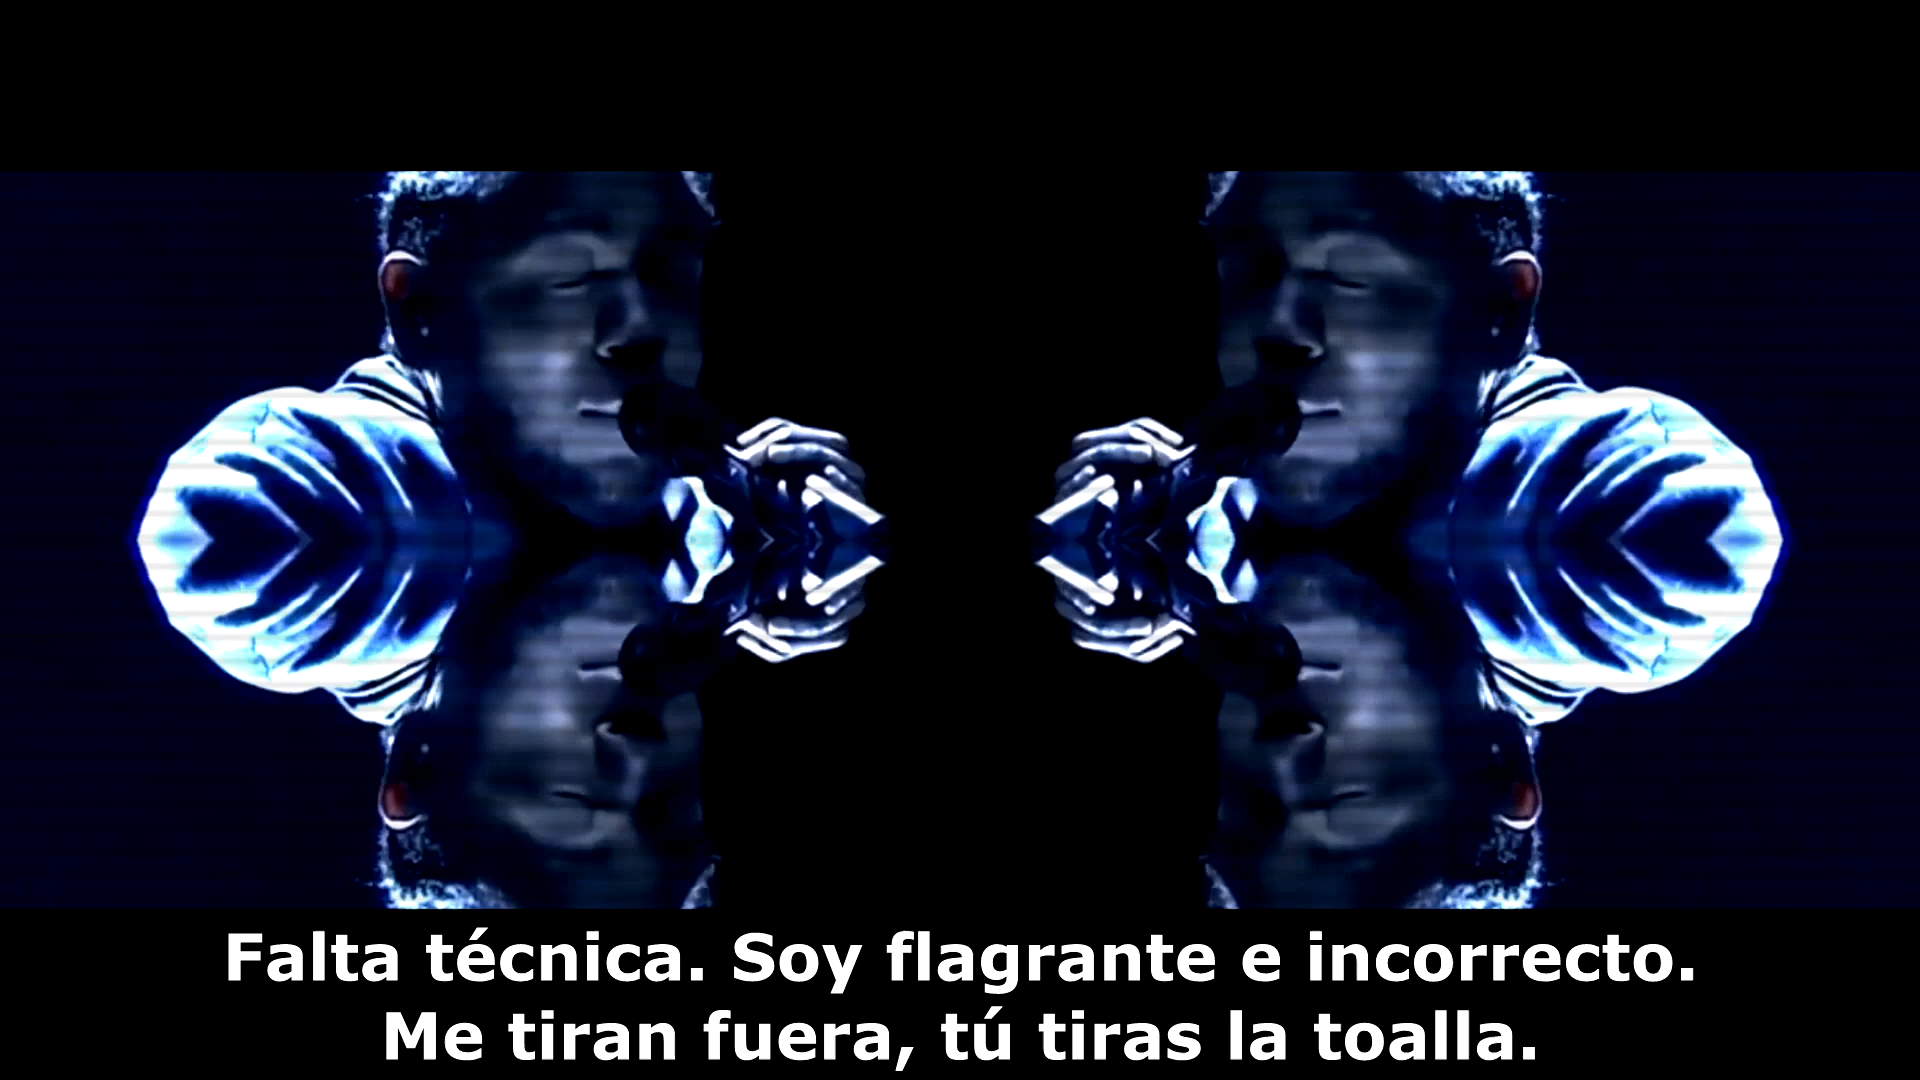 Falta técnica. Soy flagrante e incorrecto.
Me tiran fuera, tú tiras la toalla.